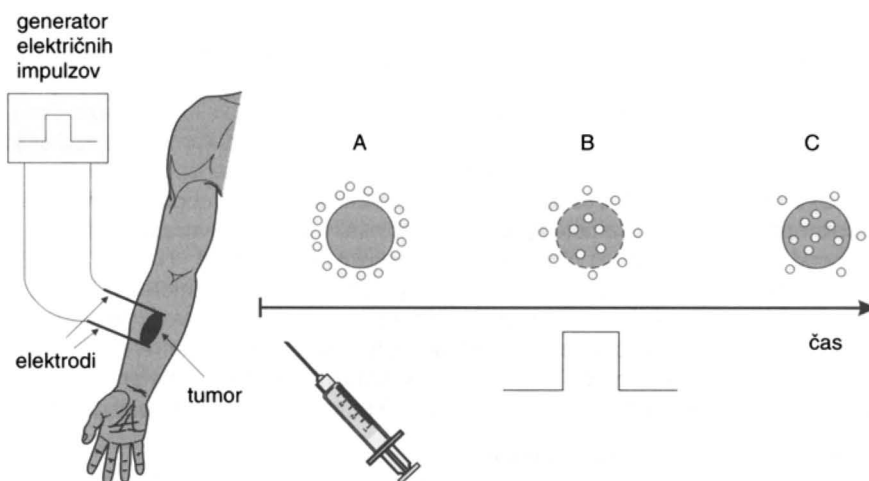 generator
električnih
impulzov
A
B
C
elektrodi
tumor
čas